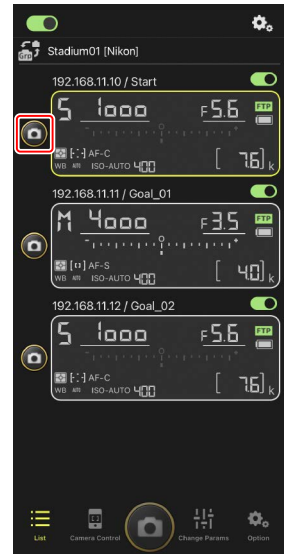 Grp Stadium01 [Nikon]
192.168.11.10 / Start
S 1000 F5.6 FTP
AF-C
WB ISO-AUTO 400 [ 7.6] k
192.168.11.11 / Goal_01
M 4000 F3.5 FTP
AF-S
WB ISO-AUTO 400 [ 4.0] k
192.168.11.12 / Goal_02
S 1000 F5.6 FTP
AF-C
WB ISO-AUTO 400 [ 7.6] k
List Camera Control Change Params Option